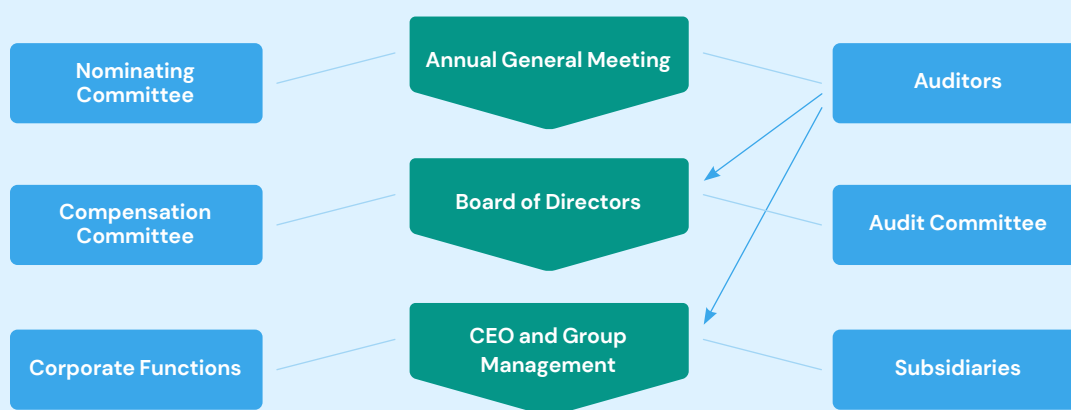 Nominating
Committee
Annual General Meeting
Auditors
Compensation
Committee
Board of Directors
Audit Committee
Corporate Functions
CEO and Group
Management
Subsidiaries